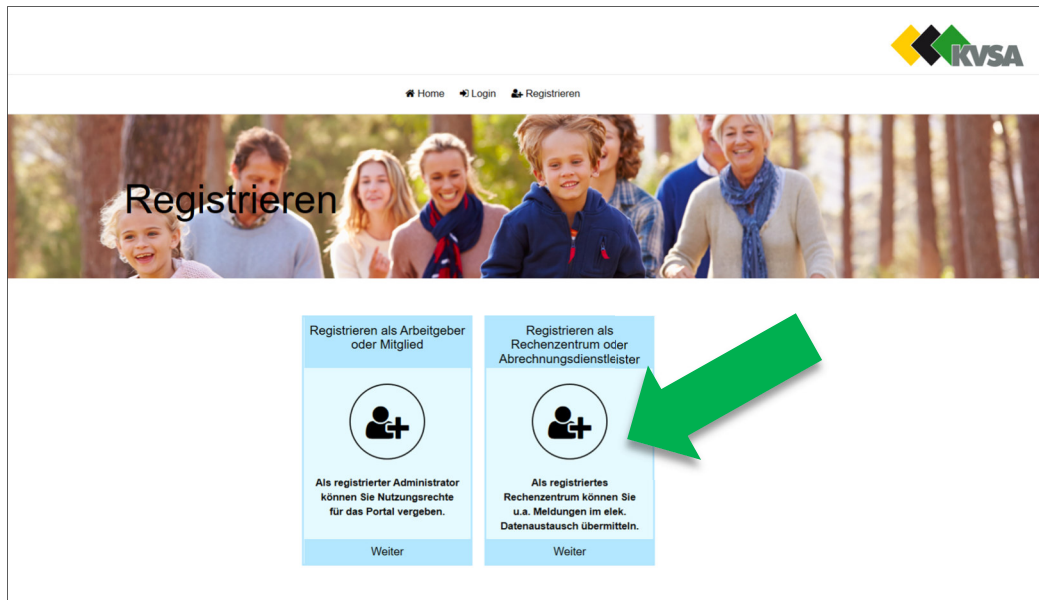 KVSA
Home Login Registrieren
Registrieren
Registrieren als Arbeitgeber
oder Mitglied
Als registrierter Administrator
können Sie Nutzungsrechte
für das Portal vergeben.
Weiter
Registrieren als
Rechenzentrum oder
Abrechnungsdienstleister
Als registriertes
Rechenzentrum können Sie
u.a. Meldungen im elek.
Datenaustausch übermitteln.
Weiter